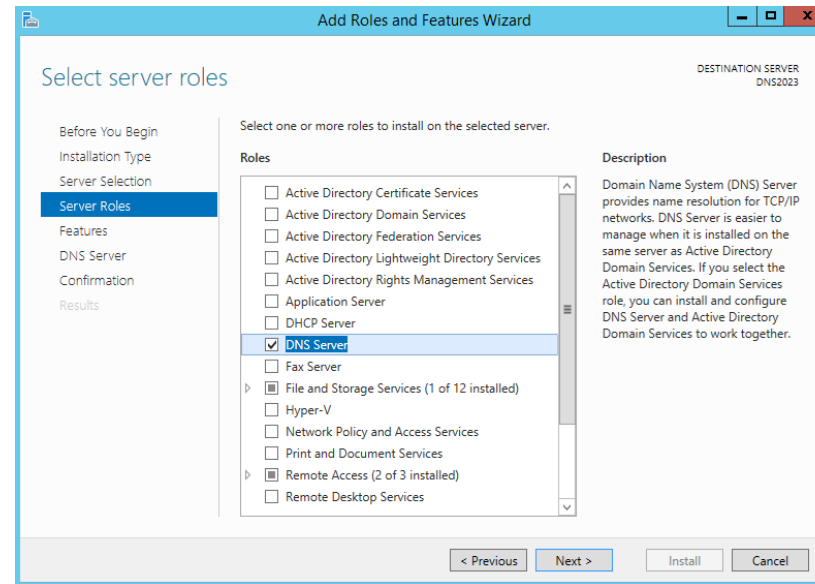 Add Roles and Features Wizard
Select server roles
DESTINATION SERVER
DNS2023
Before You Begin
Installation Type
Server Selection
Server Roles
Features
DNS Server
Confirmation
Results
Select one or more roles to install on the selected server.
Roles
Active Directory Certificate Services
Active Directory Domain Services
Active Directory Federation Services
Active Directory Lightweight Directory Services
Active Directory Rights Management Services
Application Server
DHCP Server
DNS Server
Fax Server
File and Storage Services (1 of 12 installed)
Hyper-V
Network Policy and Access Services
Print and Document Services
Remote Access (2 of 3 installed)
Remote Desktop Services
Description
Domain Name System (DNS) Server
provides name resolution for TCP/IP
networks. DNS Server is easier to
manage when it is installed on the
same server as Active Directory
Domain Services. If you select the
Active Directory Domain Services
role, you can install and configure
DNS Server and Active Directory
Domain Services to work together.
< Previous
Next >
Install
Cancel